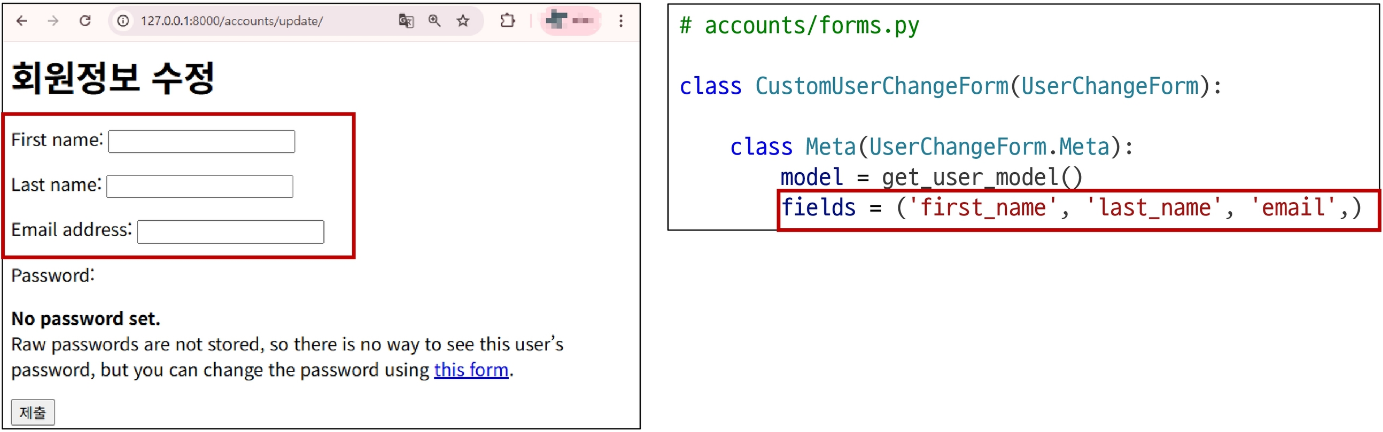 127.0.0.1:8000/accounts/update/
회원정보 수정
First name:
Last name:
Email address:
Password:
No password set.
Raw passwords are not stored, so there is no way to see this user's
password, but you can change the password using this form.
제출
# accounts/forms.py
class CustomUserChangeForm(UserChangeForm):
class Meta(UserChangeForm.Meta):
model = get_user_model()
fields = ('first_name', 'last_name', 'email',)